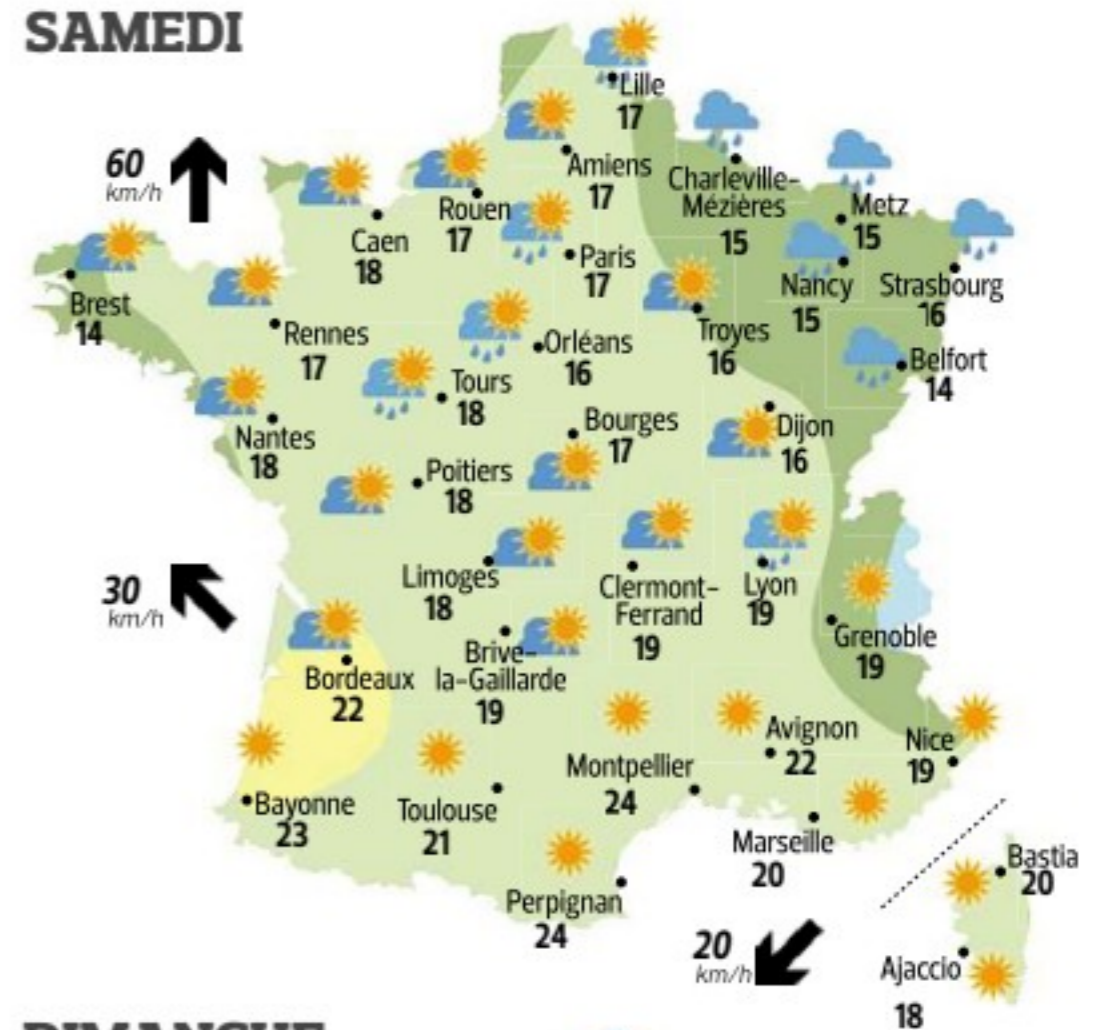 SAMEDI
Lille
17
60
km/h
Amiens
17
Charleville-
Mézières
15
Metz
15
Rouen
17
Caen
18
Paris
17
Nancy
15
Strasbourg
16
Brest
14
Rennes
17
Orléans
16
Troyes
16
Belfort
14
Tours
18
Nantes
18
Bourges
17
Dijon
16
Poitiers
18
Limoges
18
Clermont-
Ferrand
19
Lyon
19
30
km/h
Grenoble
19
Brive-
la-Gaillarde
19
Bordeaux
22
Avignon
22
Nice
19
Montpellier
24
Bayonne
23
Toulouse
21
Marseille
20
Bastia
20
Perpignan
24
20
km/h
Ajaccio
18
DIMANCHE